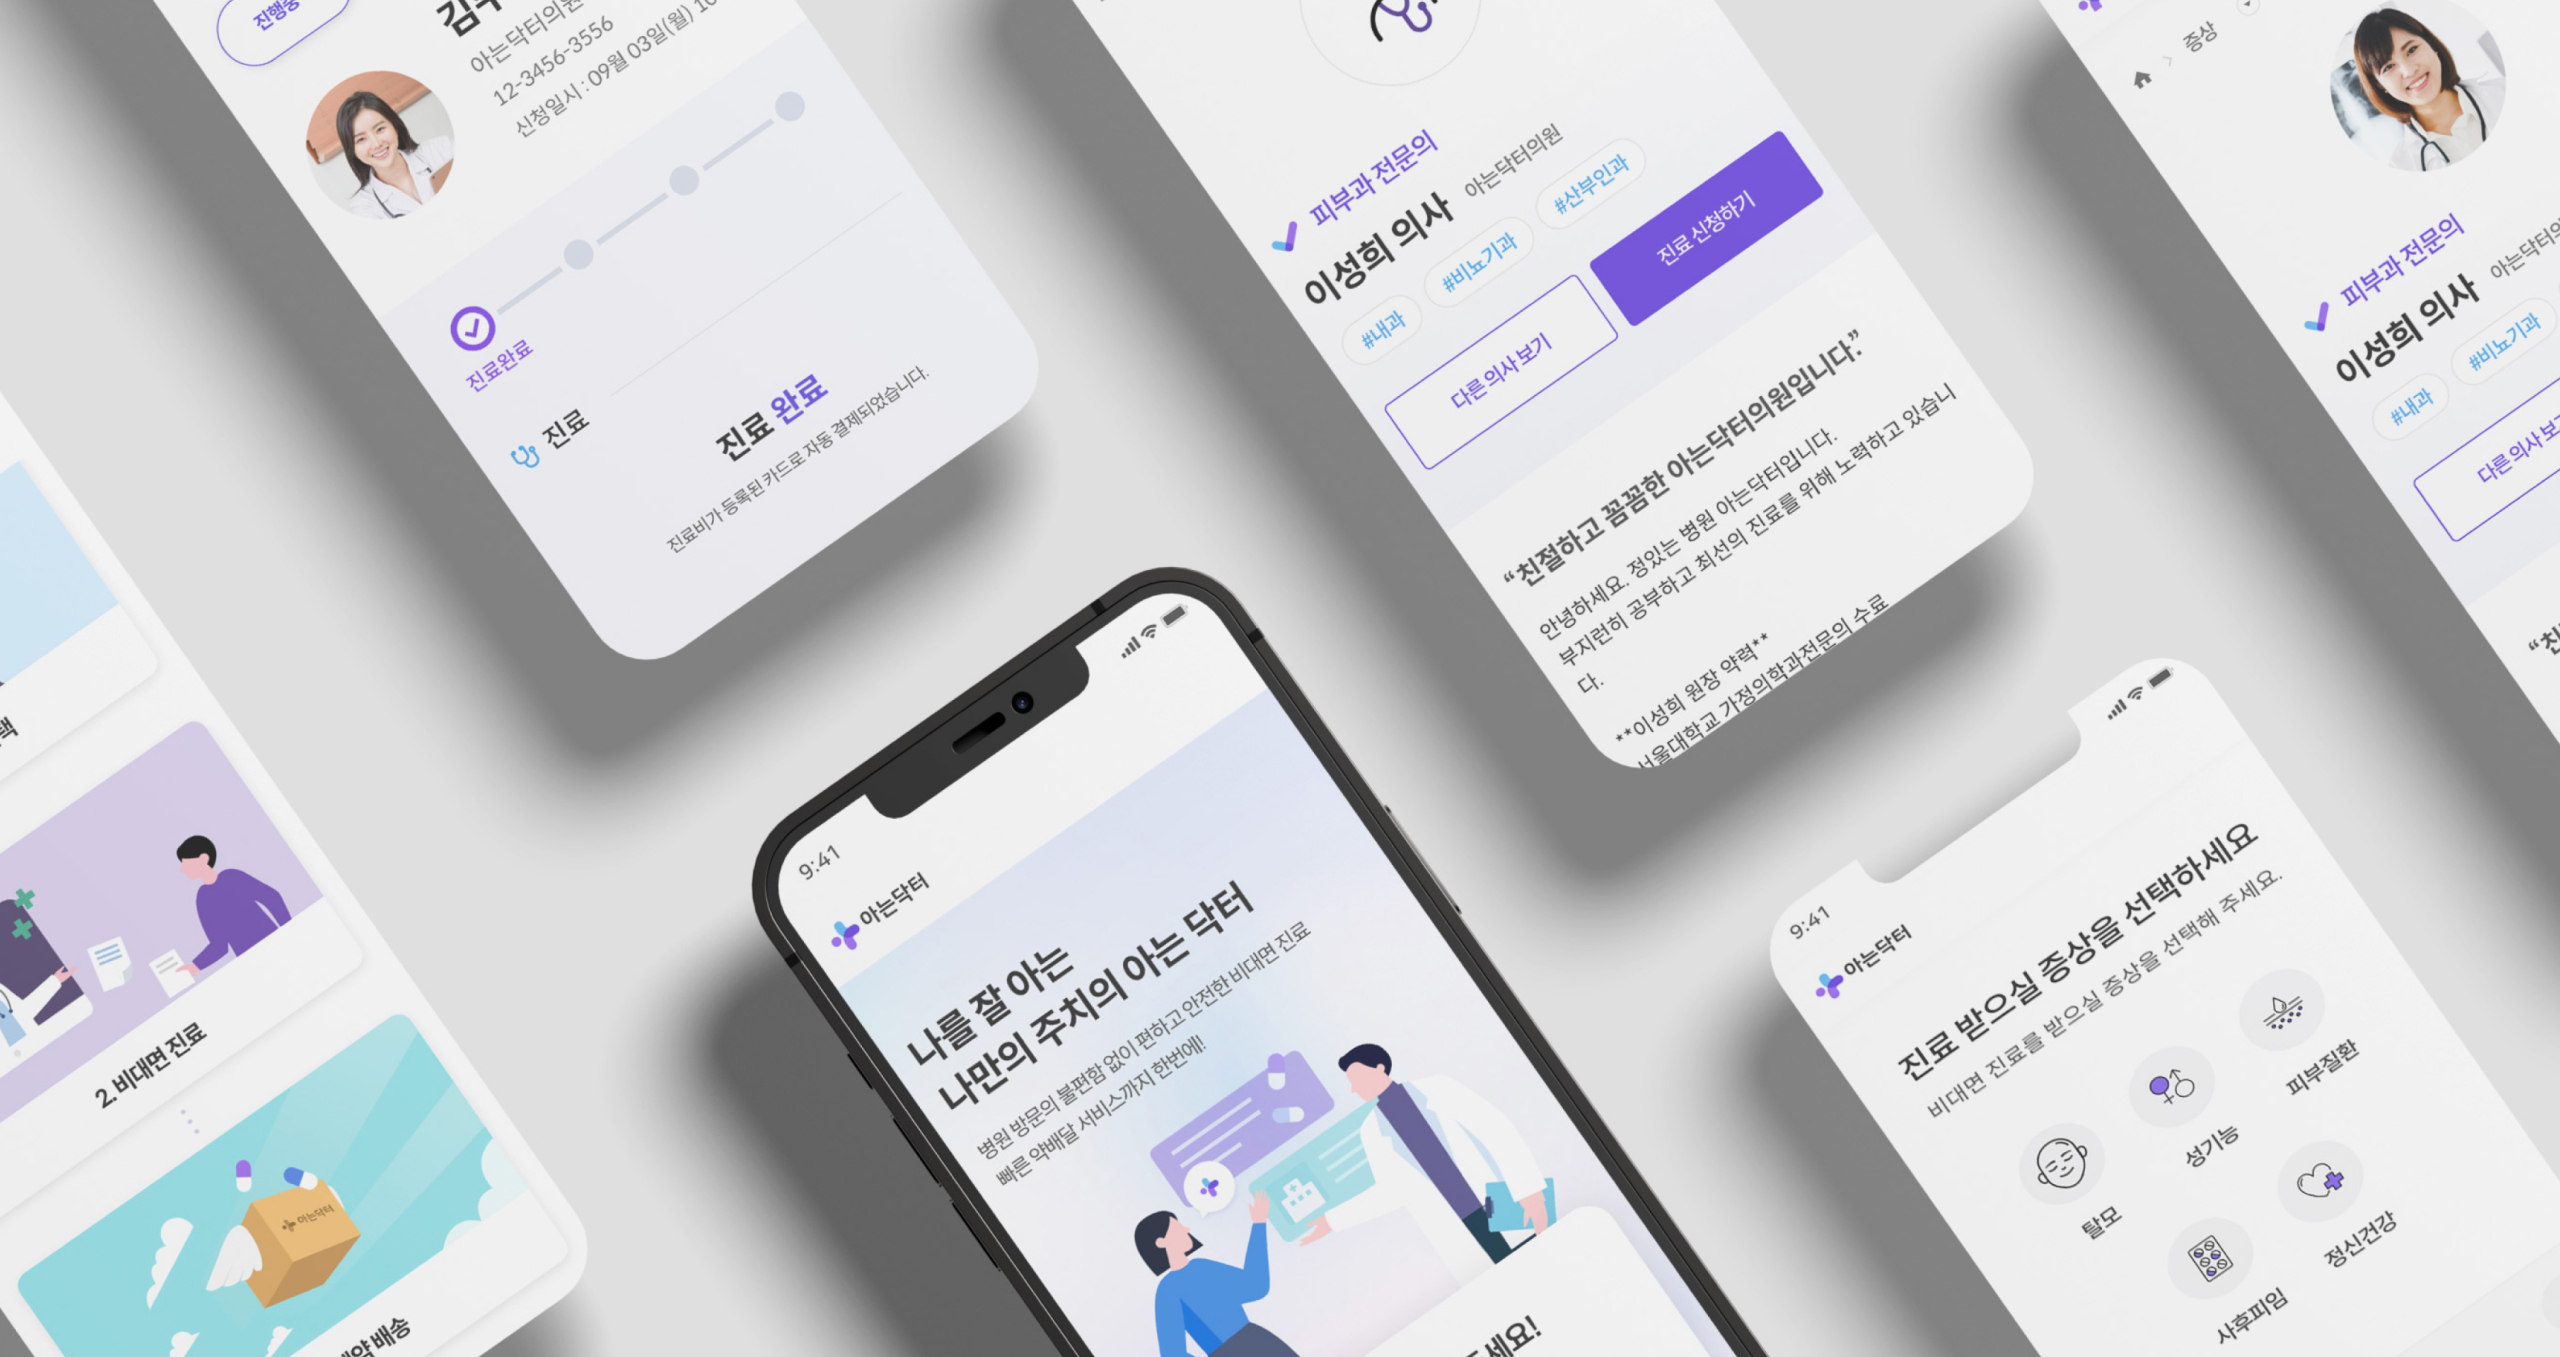 진행중
아는닥터의원
12-3456-3556
신청일시 : 09월 03일(월)
진료완료
진료
진료 완료
진료비가 등록된 카드로 자동 결제되었습니다.
2. 비대면 진료
아는닥터
배송
피부과 전문의
이성희 의사 아는닥터의원
#내과 #비뇨기과 #산부인과
다른 의사 보기
진료 신청하기
“친절하고 꼼꼼한 아는닥터의원입니다.”
안녕하세요. 정있는 병원 아는닥터입니다.
부지런히 공부하고 최선의 진료를 위해 노력하고 있습니
다.
**이성희 원장 약력**
서울대학교 가정의학과전문의 수료
9:41
아는닥터
나를 잘 아는
나만의 주치의 아는 닥터
병원 방문의 불편함 없이 편하고 안전한 비대면 진료
빠른 약배달 서비스까지 한번에!
세요!
증상
피부과 전문의
이성희 의사
#내과 #비뇨기과
다른 의사 보기
9:41
아는닥터
진료 받으실 증상을 선택하세요
비대면 진료를 받으실 증상을 선택해 주세요.
탈모
성기능
피부질환
사후피임
정신건강